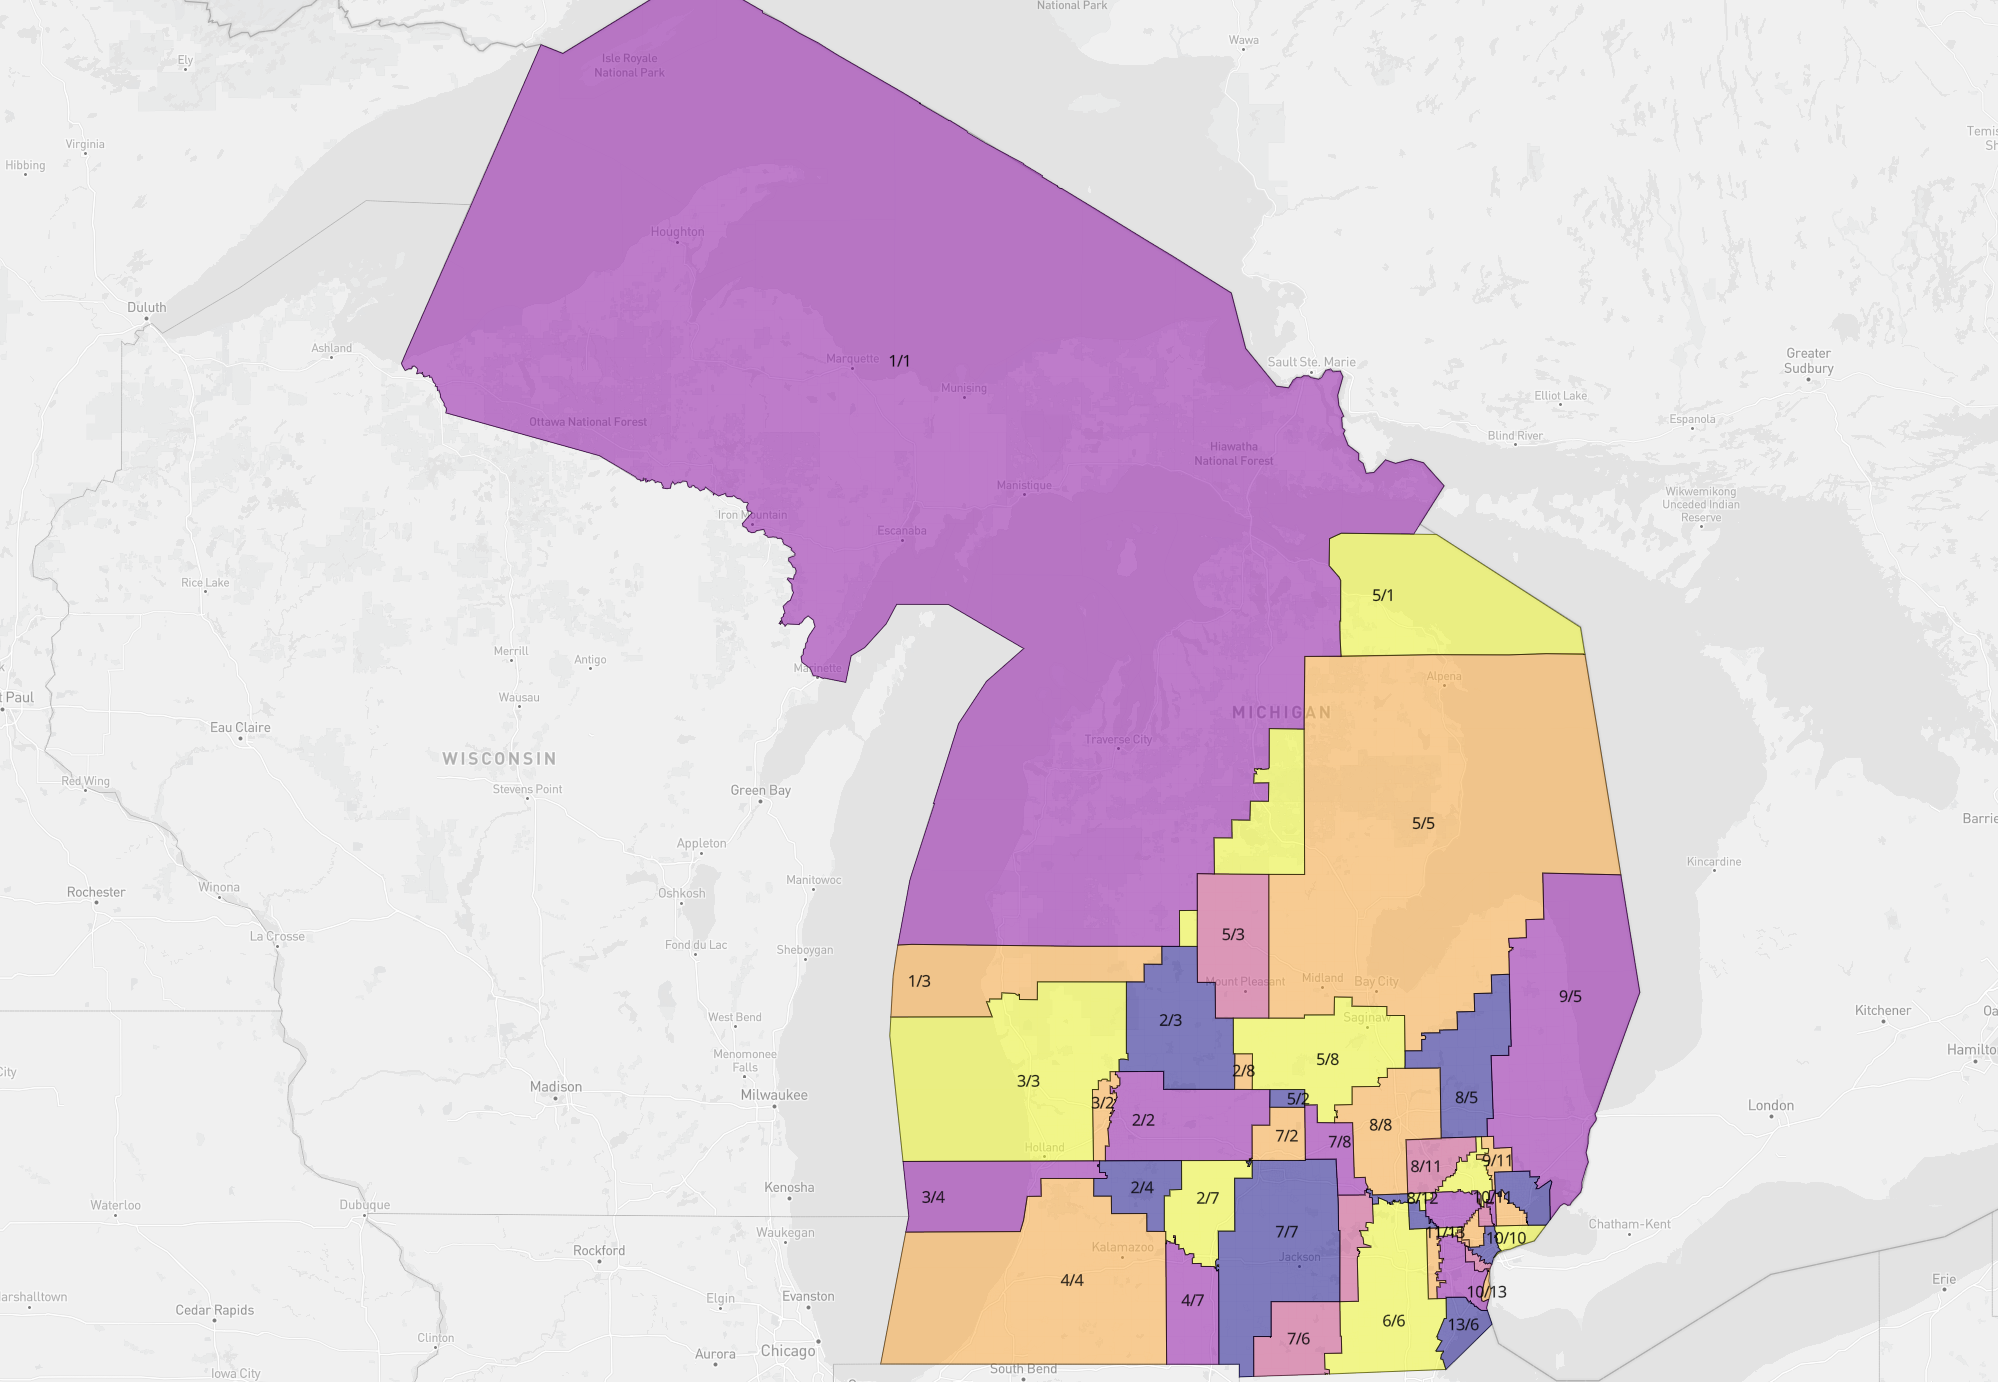 National Park
Wawa
Isle Royale
National Park
Ely
Virginia
Temis
Sh
Hibbing
Houghton
Duluth
Ashland
Marquette
1/1
Sault Ste. Marie
Greater
Sudbury
Munising
Elliot Lake
Espanola
Ottawa National Forest
Blind River
Hiawatha
National Forest
Manistique
Wikwemikong
Unceded Indian
Reserve
Iron Mountain
Escanaba
Rice Lake
5/1
Merrill
Antigo
Marinette
Alpena
t Paul
Wausau
MICHIGAN
Eau Claire
Traverse City
WISCONSIN
Red Wing
Stevens Point
Green Bay
5/5
Barrie
Appleton
Kincardine
Rochester
Winona
Oshkosh
Manitowoc
La Crosse
Fond du Lac
Sheboygan
5/3
1/3
Mount Pleasant
Midland
Bay City
9/5
Kitchener
Oa
West Bend
2/3
Saginaw
Menomonee
Falls
5/8
Hamilto
City
2/8
3/3
Madison
Milwaukee
3/2
5/2
8/5
London
2/2
7/2
7/8
8/8
Holland
8/11
9/11
Waterloo
Dubuque
Kenosha
3/4
2/4
2/7
8/12
10/11
Waukegan
Chatham-Kent
Rockford
Kalamazoo
7/7
Jackson
11/13
10/10
4/4
Erie
arshalltown
Cedar Rapids
Elgin
Evanston
4/7
10/13
Clinton
Aurora
Chicago
7/6
6/6
13/6
Iowa City
South Bend